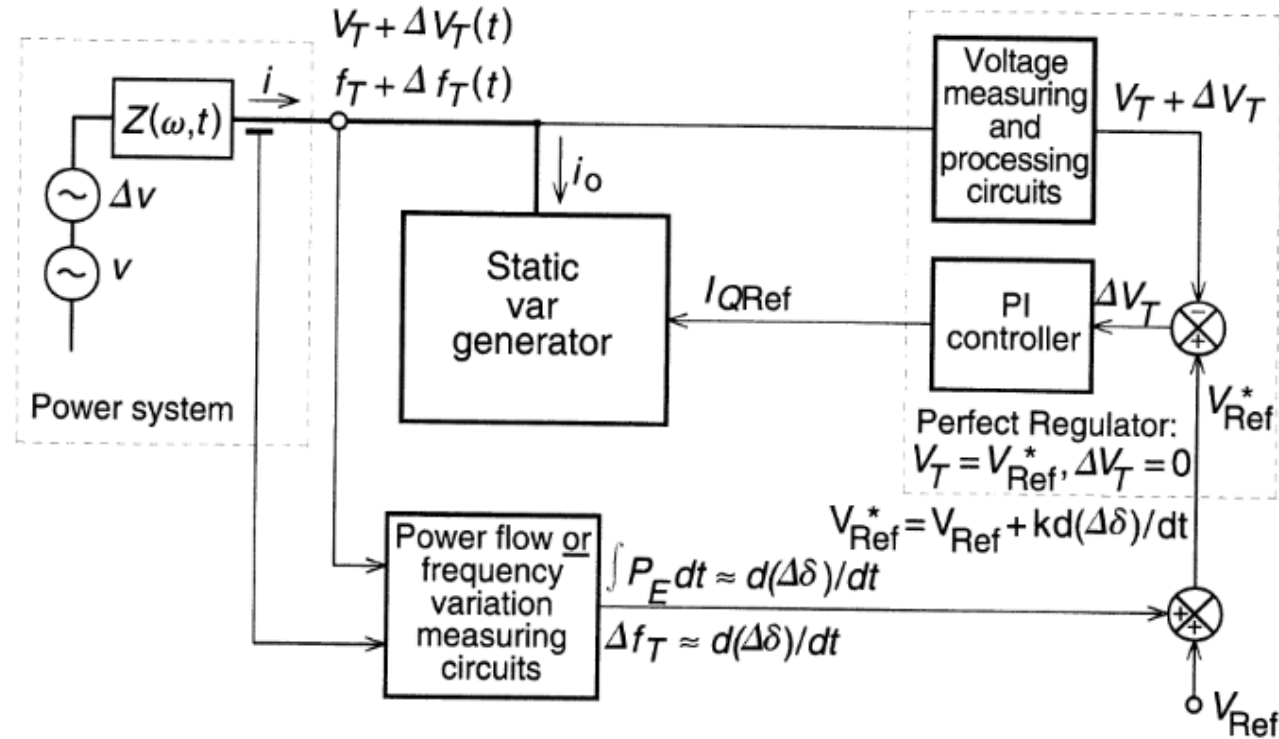 V_T + Δ V_T(t)
f_T + Δ f_T(t)
i
Z(ω,t)
Δv
v
Power system
i_o
Static
var
generator
I_QRef
Voltage
measuring
and
processing
circuits
V_T + ΔV_T
PI
controller
ΔV_T
−
+
V*_Ref
Perfect Regulator:
V_T = V*_Ref, ΔV_T = 0
V*_Ref = V_Ref + kd(Δδ)/dt
Power flow or
frequency
variation
measuring
circuits
∫ P_E dt ≈ d(Δδ)/dt
Δf_T ≈ d(Δδ)/dt
+
+
V_Ref